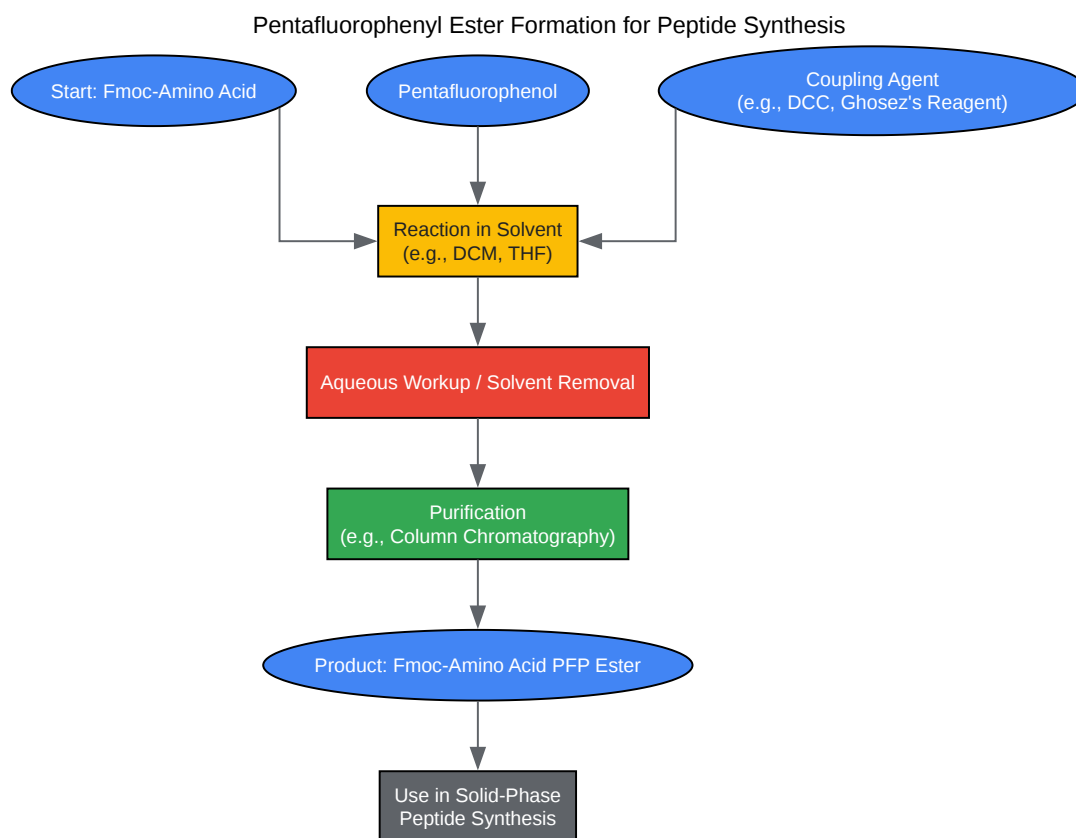 Pentafluorophenyl Ester Formation for Peptide Synthesis
Start: Fmoc-Amino Acid
Pentafluorophenol
Coupling Agent
(e.g., DCC, Ghosez's Reagent)
Reaction in Solvent
(e.g., DCM, THF)
Aqueous Workup / Solvent Removal
Purification
(e.g., Column Chromatography)
Product: Fmoc-Amino Acid PFP Ester
Use in Solid-Phase
Peptide Synthesis